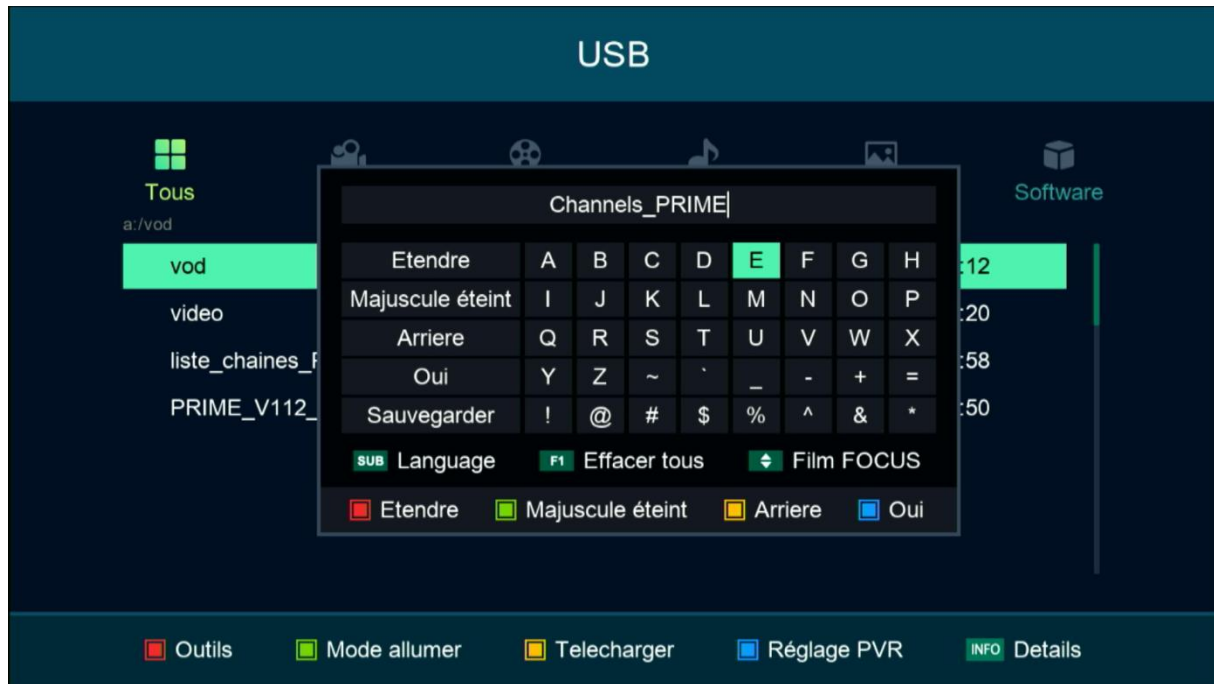 USB
Tous
Software
a:/vod
vod
:12
video
:20
liste_chaines_
:58
PRIME_V112_
:50
Channels_PRIME
Etendre A B C D E F G H
Majuscule éteint I J K L M N O P
Arriere Q R S T U V W X
Oui Y Z ~ ` _ - + =
Sauvegarder ! @ # $ % ^ & *
SUB Language F1 Effacer tous Film FOCUS
Etendre Majuscule éteint Arriere Oui
Outils Mode allumer Telecharger Réglage PVR INFO Details